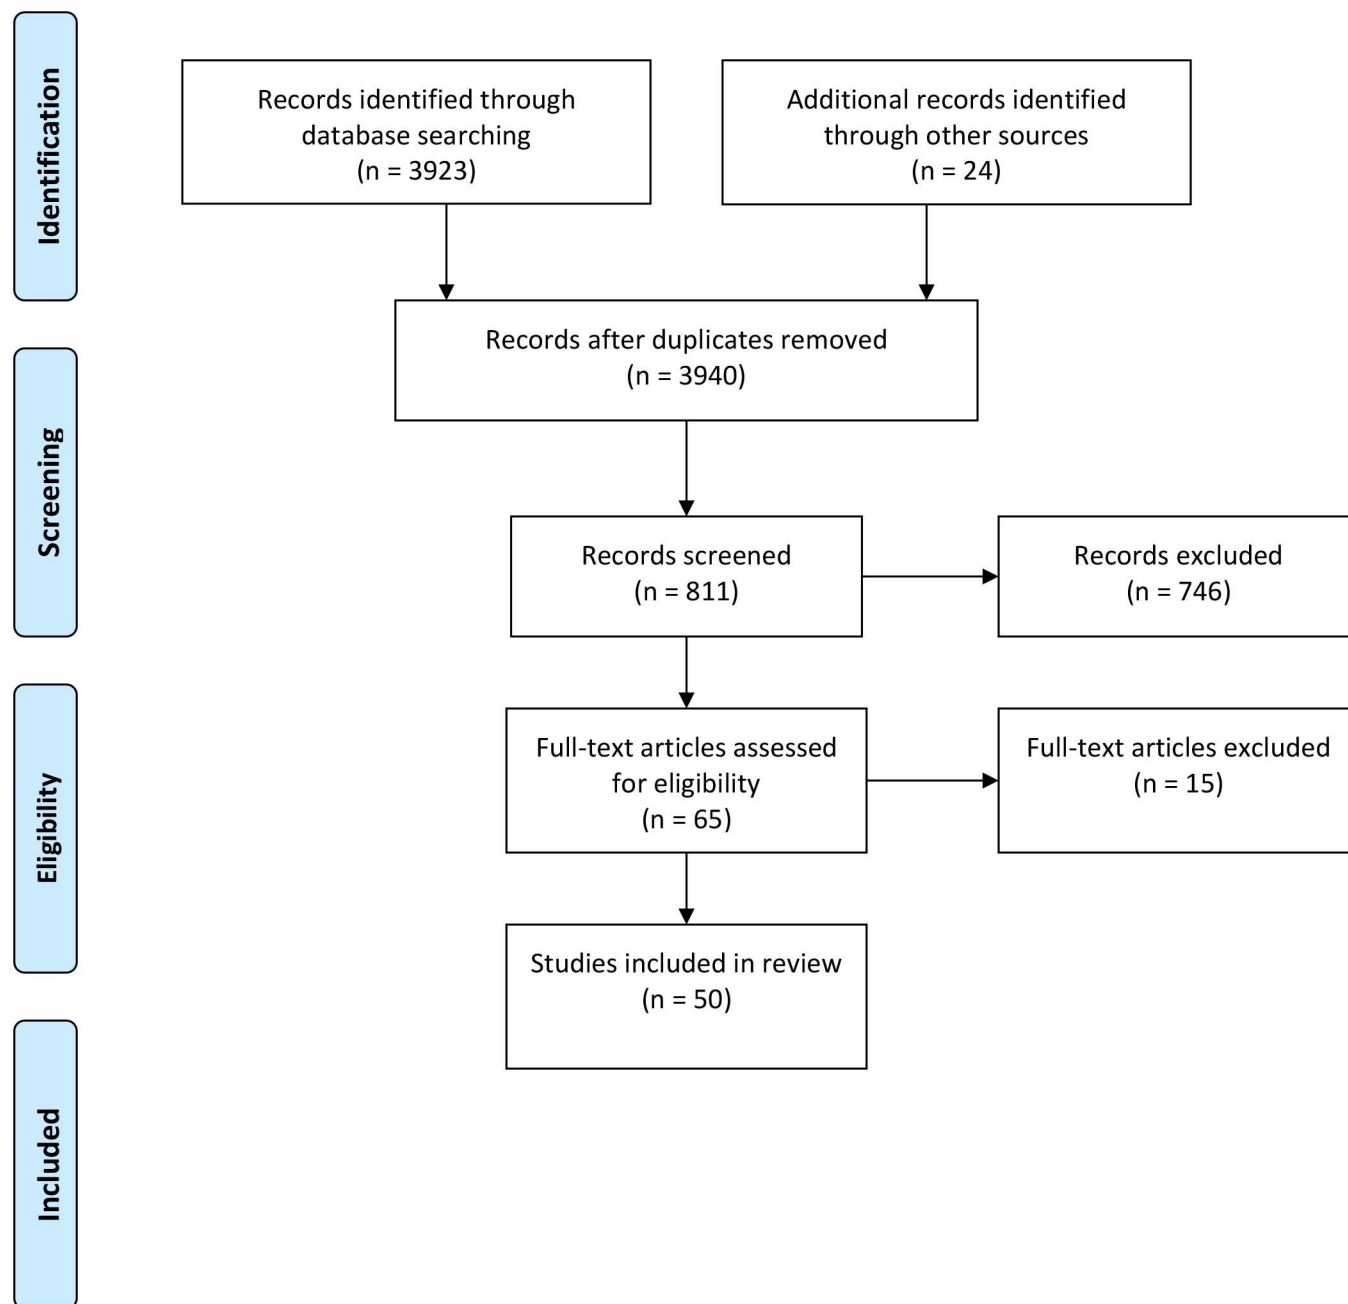 Identification
Records identified through
database searching
(n = 3923)
Additional records identified
through other sources
(n = 24)
Records after duplicates removed
(n = 3940)
Screening
Records screened
(n = 811)
Records excluded
(n = 746)
Eligibility
Full-text articles assessed
for eligibility
(n = 65)
Full-text articles excluded
(n = 15)
Studies included in review
(n = 50)
Included